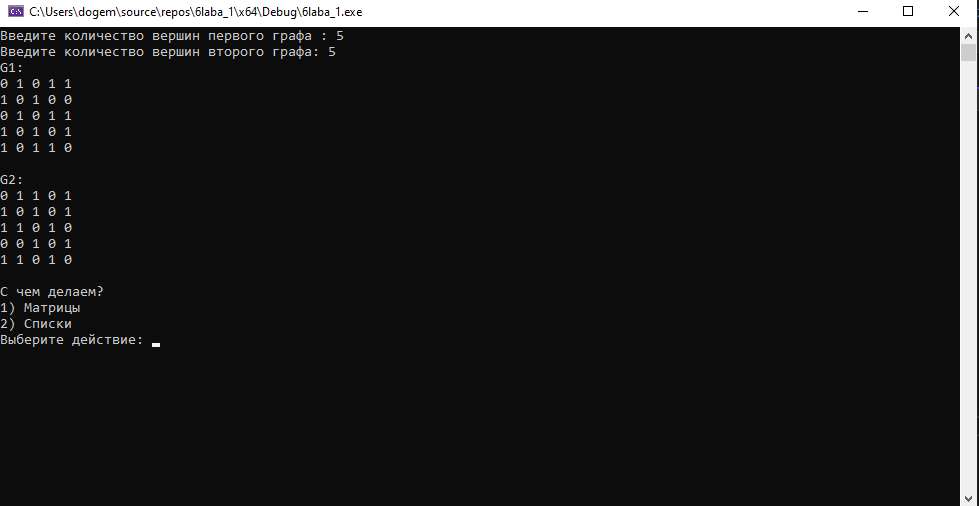 C:\Users\dogem\source\repos\6laba_1\x64\Debug\6laba_1.exe
Введите количество вершин первого графа : 5
Введите количество вершин второго графа: 5
G1:
0 1 0 1 1
1 0 1 0 0
0 1 0 1 1
1 0 1 0 1
1 0 1 1 0
G2:
0 1 1 0 1
1 0 1 0 1
1 1 0 1 0
0 0 1 0 1
1 1 0 1 0
С чем делаем?
1) Матрицы
2) Списки
Выберите действие: